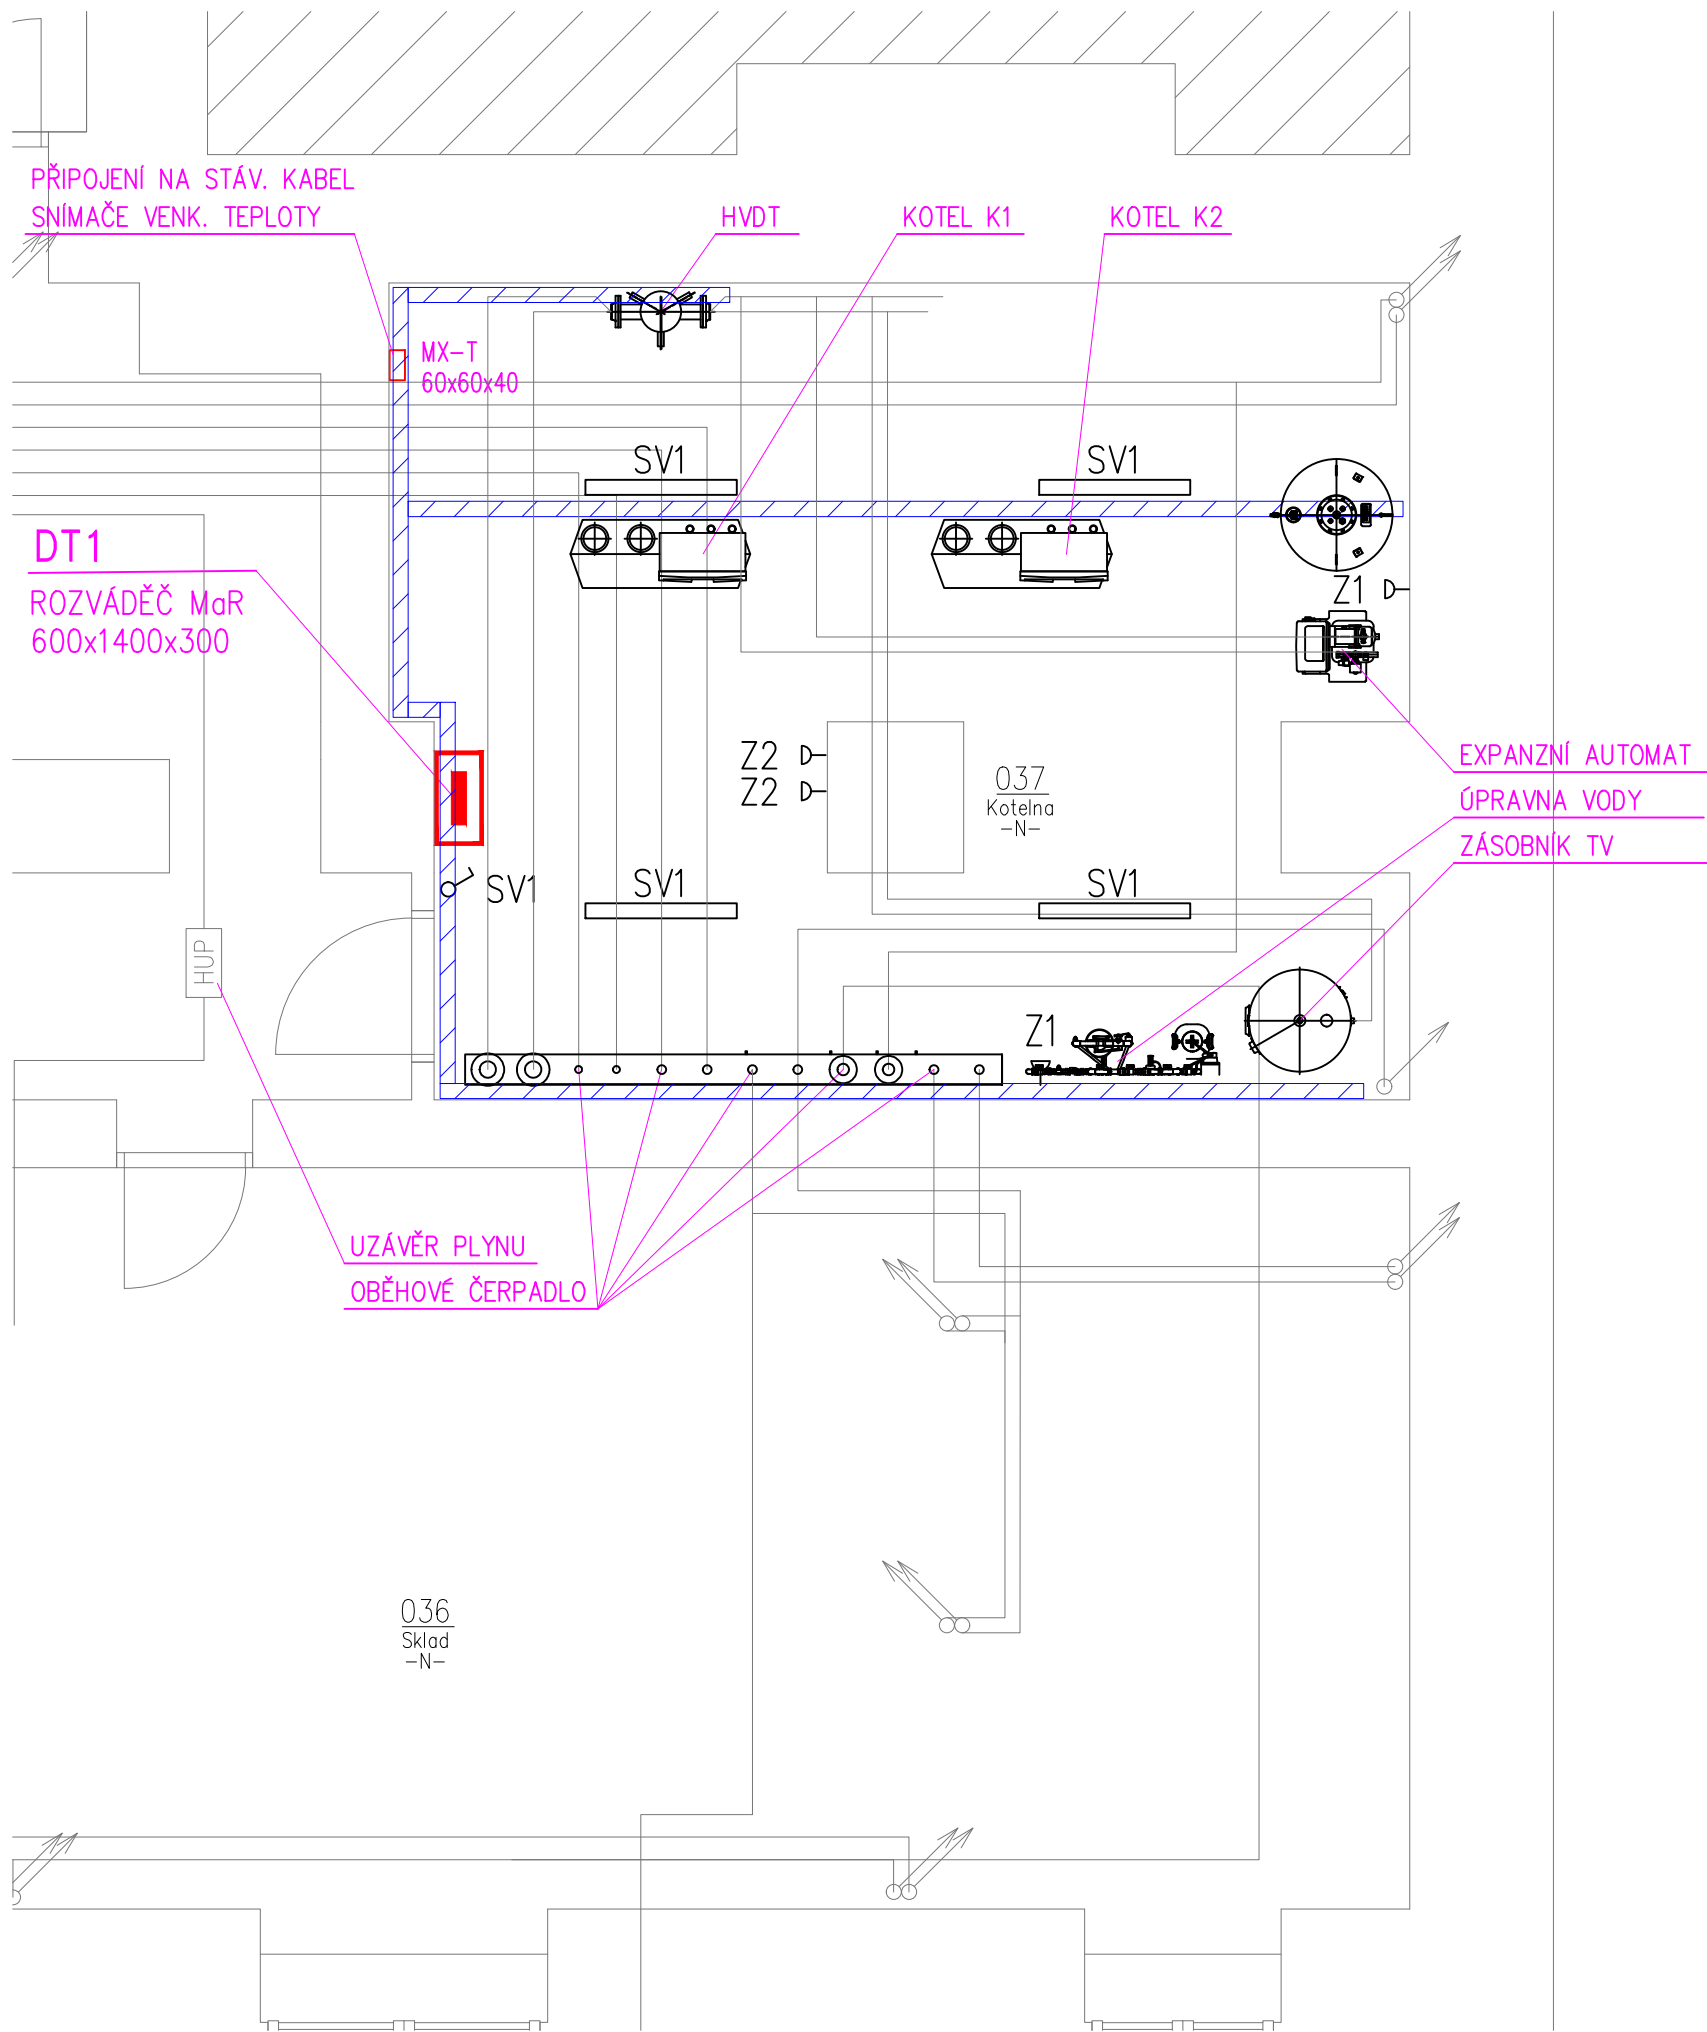 PŘIPOJENÍ NA STÁV. KABEL
SNÍMAČE VENK. TEPLOTY
HVDT
KOTEL K1
KOTEL K2
MX-T
60x60x40
SV1
SV1
DT1
ROZVÁDĚČ MaR
600x1400x300
Z1
Z2
Z2
037
Kotelna
-N-
EXPANZNÍ AUTOMAT
ÚPRAVNA VODY
ZÁSOBNÍK TV
SV1
SV1
SV1
HUP
Z1
UZÁVĚR PLYNU
OBĚHOVÉ ČERPADLO
036
Sklad
-N-